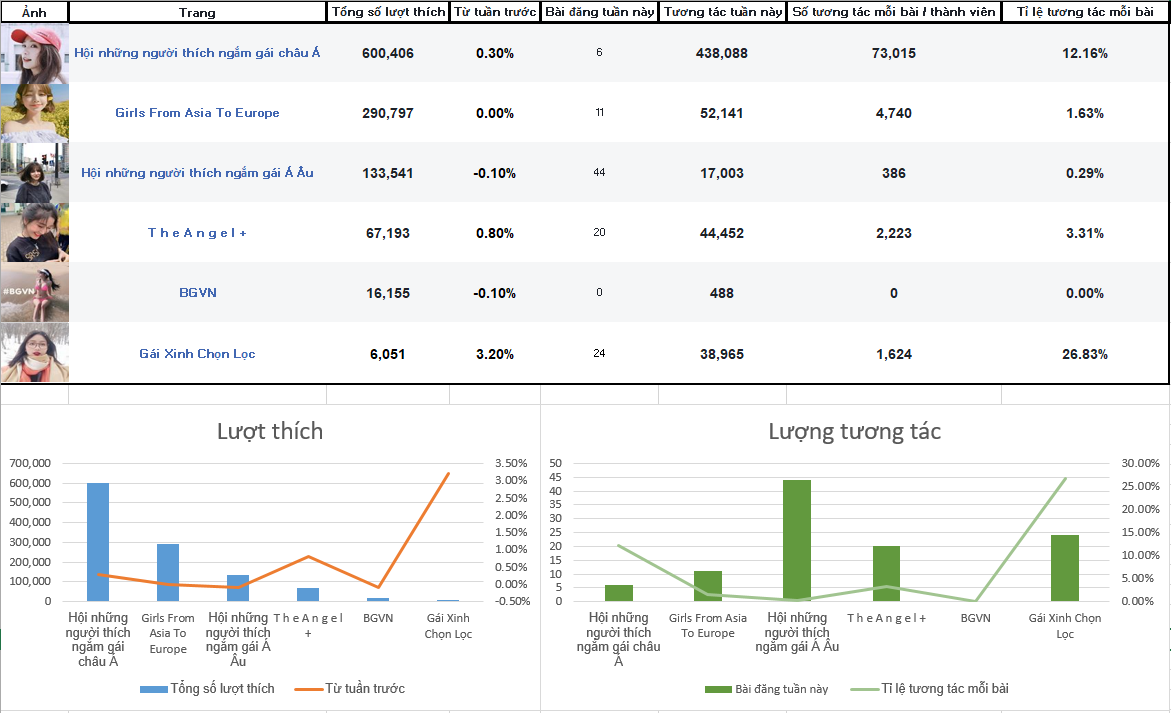 Ảnh Trang Tổng số lượt thích Từ tuần trước Bài đăng tuần này Tương tác tuần này Số tương tác mỗi bài / thành viên Tỉ lệ tương tác mỗi bài
Hội những người thích ngắm gái châu Á 600,406 0.30% 6 438,088 73,015 12.16%
Girls From Asia To Europe 290,797 0.00% 11 52,141 4,740 1.63%
Hội những người thích ngắm gái Á Âu 133,541 -0.10% 44 17,003 386 0.29%
T h e A n g e l + 67,193 0.80% 20 44,452 2,223 3.31%
#BGVN BGVN 16,155 -0.10% 0 488 0 0.00%
Gái Xinh Chọn Lọc 6,051 3.20% 24 38,965 1,624 26.83%
Lượt thích
700,000
600,000
500,000
400,000
300,000
200,000
100,000
0
3.50%
3.00%
2.50%
2.00%
1.50%
1.00%
0.50%
0.00%
-0.50%
Hội những
người thích
ngắm gái
châu Á
Girls From
Asia To
Europe
Hội những
người thích
ngắm gái Á
Âu
T h e A n g e l
+
BGVN
Gái Xinh
Chọn Lọc
Tổng số lượt thích Từ tuần trước
Lượng tương tác
50
45
40
35
30
25
20
15
10
5
0
30.00%
25.00%
20.00%
15.00%
10.00%
5.00%
0.00%
Hội những
người thích
ngắm gái châu
Á
Girls From Asia
To Europe
Hội những
người thích
ngắm gái Á Âu
T h e A n g e l +
BGVN
Gái Xinh Chọn
Lọc
Bài đăng tuần này Tỉ lệ tương tác mỗi bài